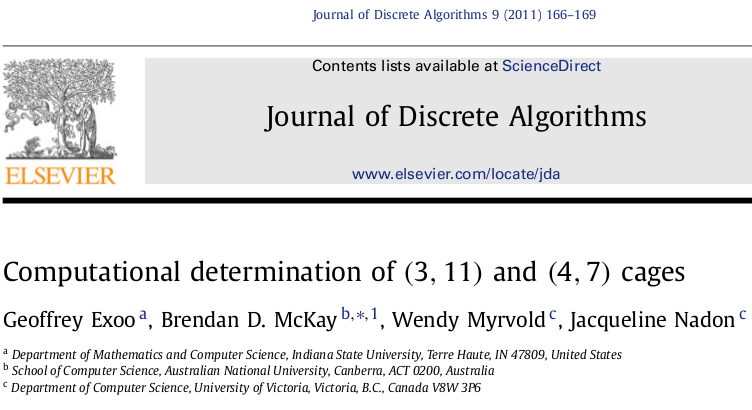 Journal of Discrete Algorithms 9 (2011) 166–169
Contents lists available at ScienceDirect
Journal of Discrete Algorithms
www.elsevier.com/locate/jda
ELSEVIER
Computational determination of (3, 11) and (4, 7) cages
Geoffrey Exoo a, Brendan D. McKay b,∗,1, Wendy Myrvold c, Jacqueline Nadon c
a Department of Mathematics and Computer Science, Indiana State University, Terre Haute, IN 47809, United States
b School of Computer Science, Australian National University, Canberra, ACT 0200, Australia
c Department of Computer Science, University of Victoria, Victoria, B.C., Canada V8W 3P6